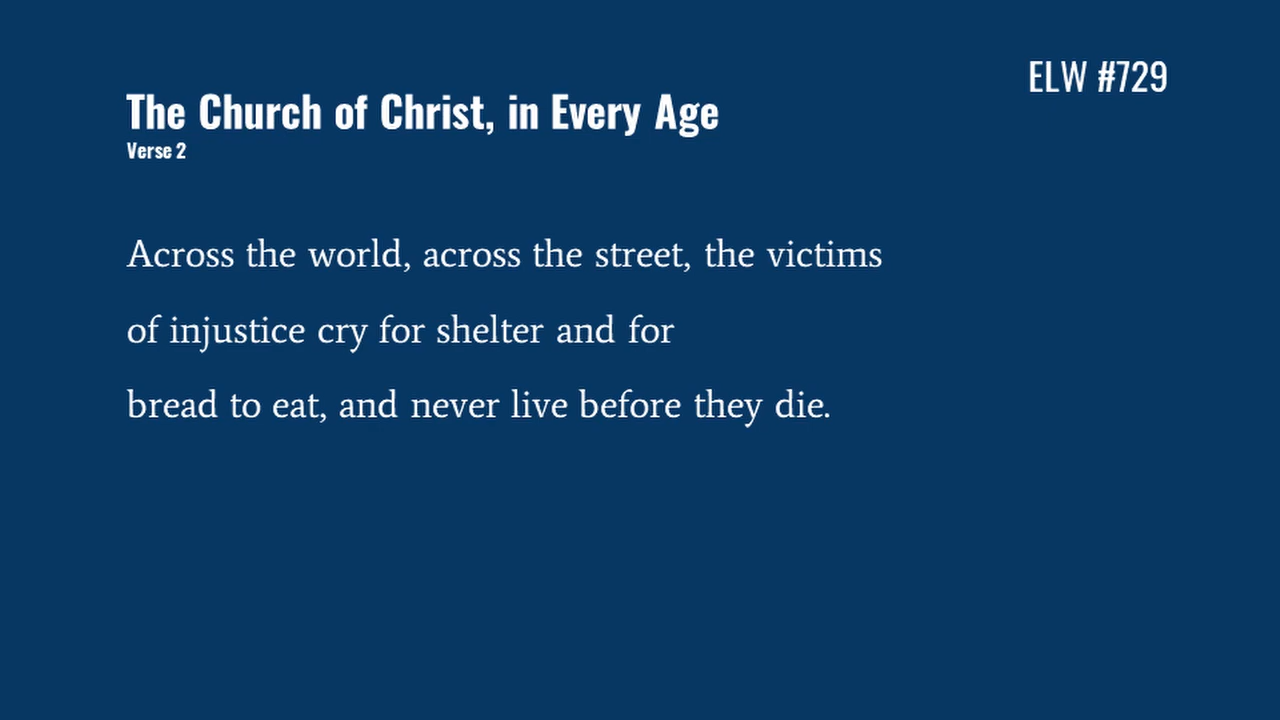 ELW #729
The Church of Christ, in Every Age
Verse 2
Across the world, across the street, the victims
of injustice cry for shelter and for
bread to eat, and never live before they die.